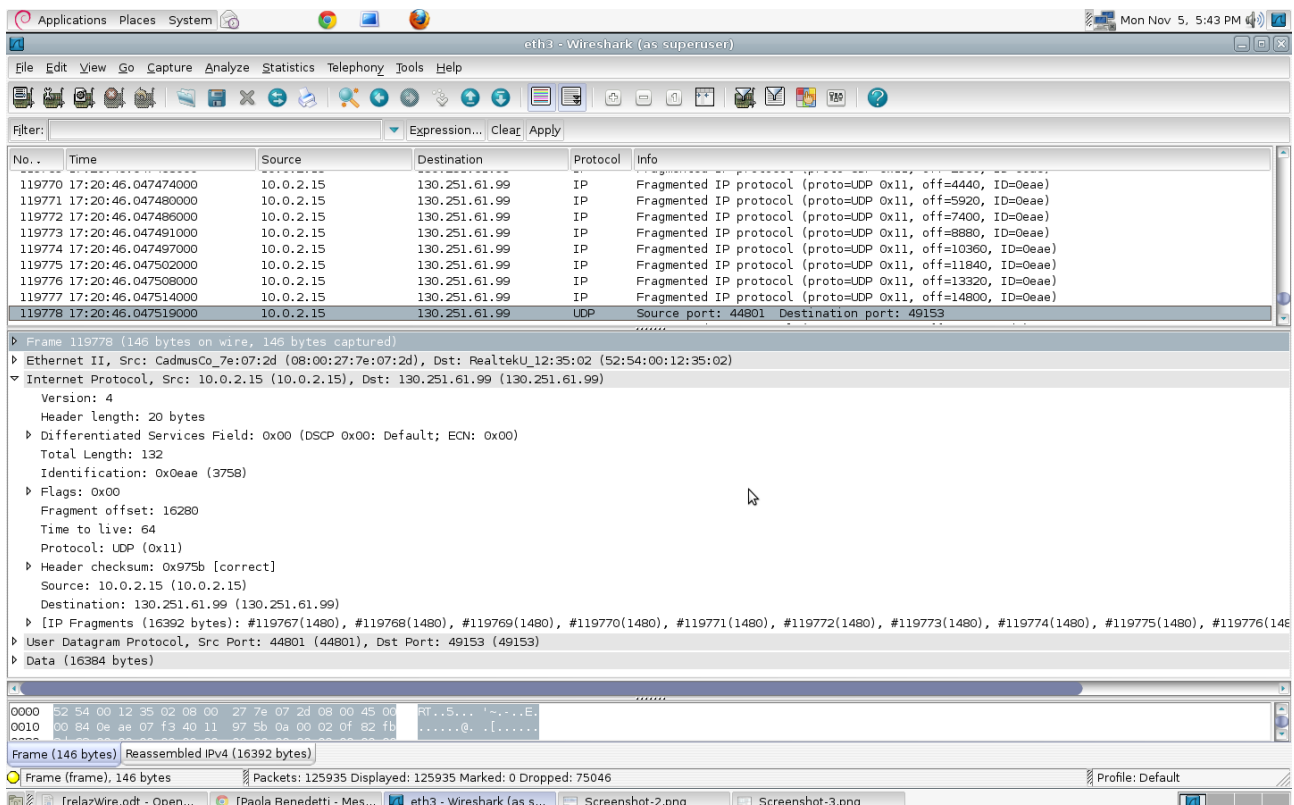 Applications Places System Mon Nov 5, 5:43 PM
eth3 - Wireshark (as superuser)
File Edit View Go Capture Analyze Statistics Telephony Tools Help
Filter: Expression... Clear Apply
No. . Time Source Destination Protocol Info
119770 17:20:46.047474000 10.0.2.15 130.251.61.99 IP Fragmented IP protocol (proto=UDP 0x11, off=4440, ID=0eae)
119771 17:20:46.047480000 10.0.2.15 130.251.61.99 IP Fragmented IP protocol (proto=UDP 0x11, off=5920, ID=0eae)
119772 17:20:46.047486000 10.0.2.15 130.251.61.99 IP Fragmented IP protocol (proto=UDP 0x11, off=7400, ID=0eae)
119773 17:20:46.047491000 10.0.2.15 130.251.61.99 IP Fragmented IP protocol (proto=UDP 0x11, off=8880, ID=0eae)
119774 17:20:46.047497000 10.0.2.15 130.251.61.99 IP Fragmented IP protocol (proto=UDP 0x11, off=10360, ID=0eae)
119775 17:20:46.047502000 10.0.2.15 130.251.61.99 IP Fragmented IP protocol (proto=UDP 0x11, off=11840, ID=0eae)
119776 17:20:46.047508000 10.0.2.15 130.251.61.99 IP Fragmented IP protocol (proto=UDP 0x11, off=13320, ID=0eae)
119777 17:20:46.047514000 10.0.2.15 130.251.61.99 IP Fragmented IP protocol (proto=UDP 0x11, off=14800, ID=0eae)
119778 17:20:46.047519000 10.0.2.15 130.251.61.99 UDP Source port: 44801 Destination port: 49153
Frame 119778 (146 bytes on wire, 146 bytes captured)
Ethernet II, Src: CadmusCo_7e:07:2d (08:00:27:7e:07:2d), Dst: RealtekU_12:35:02 (52:54:00:12:35:02)
Internet Protocol, Src: 10.0.2.15 (10.0.2.15), Dst: 130.251.61.99 (130.251.61.99)
Version: 4
Header length: 20 bytes
Differentiated Services Field: 0x00 (DSCP 0x00: Default; ECN: 0x00)
Total Length: 132
Identification: 0x0eae (3758)
Flags: 0x00
Fragment offset: 16280
Time to live: 64
Protocol: UDP (0x11)
Header checksum: 0x975b [correct]
Source: 10.0.2.15 (10.0.2.15)
Destination: 130.251.61.99 (130.251.61.99)
[IP Fragments (16392 bytes): #119767(1480), #119768(1480), #119769(1480), #119770(1480), #119771(1480), #119772(1480), #119773(1480), #119774(1480), #119775(1480), #119776(148
User Datagram Protocol, Src Port: 44801 (44801), Dst Port: 49153 (49153)
Data (16384 bytes)
0000 52 54 00 12 35 02 08 00 27 7e 07 2d 08 00 45 00 RT..5... '~.-..E.
0010 00 84 0e ae 07 f3 40 11 97 5b 0a 00 02 0f 82 fb ......@. .[......
Frame (146 bytes) Reassembled IPv4 (16392 bytes)
Frame (frame), 146 bytes Packets: 125935 Displayed: 125935 Marked: 0 Dropped: 75046 Profile: Default
[relazWire.odt - Open... [Paola Benedetti - Mes... eth3 - Wireshark (as s... Screenshot-2.png Screenshot-3.png